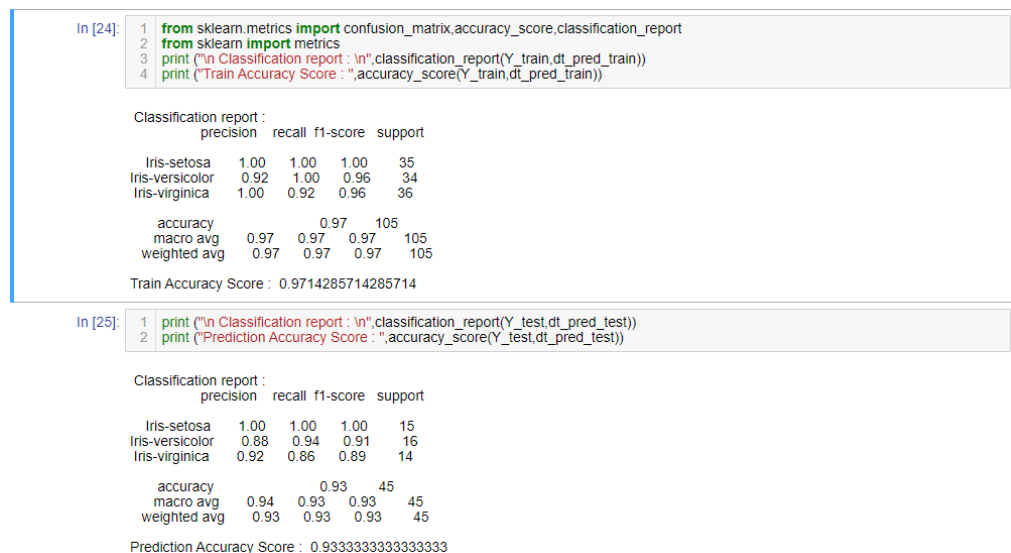 In [24]:
1 from sklearn.metrics import confusion_matrix,accuracy_score,classification_report
2 from sklearn import metrics
3 print ("\n Classification report : \n",classification_report(Y_train,dt_pred_train))
4 print ("Train Accuracy Score : ",accuracy_score(Y_train,dt_pred_train))
Classification report :
precision recall f1-score support
Iris-setosa 1.00 1.00 1.00 35
Iris-versicolor 0.92 1.00 0.96 34
Iris-virginica 1.00 0.92 0.96 36
accuracy 0.97 105
macro avg 0.97 0.97 0.97 105
weighted avg 0.97 0.97 0.97 105
Train Accuracy Score : 0.9714285714285714
In [25]:
1 print ("\n Classification report : \n",classification_report(Y_test,dt_pred_test))
2 print ("Prediction Accuracy Score : ",accuracy_score(Y_test,dt_pred_test))
Classification report :
precision recall f1-score support
Iris-setosa 1.00 1.00 1.00 15
Iris-versicolor 0.88 0.94 0.91 16
Iris-virginica 0.92 0.86 0.89 14
accuracy 0.93 45
macro avg 0.94 0.93 0.93 45
weighted avg 0.93 0.93 0.93 45
Prediction Accuracy Score : 0.9333333333333333